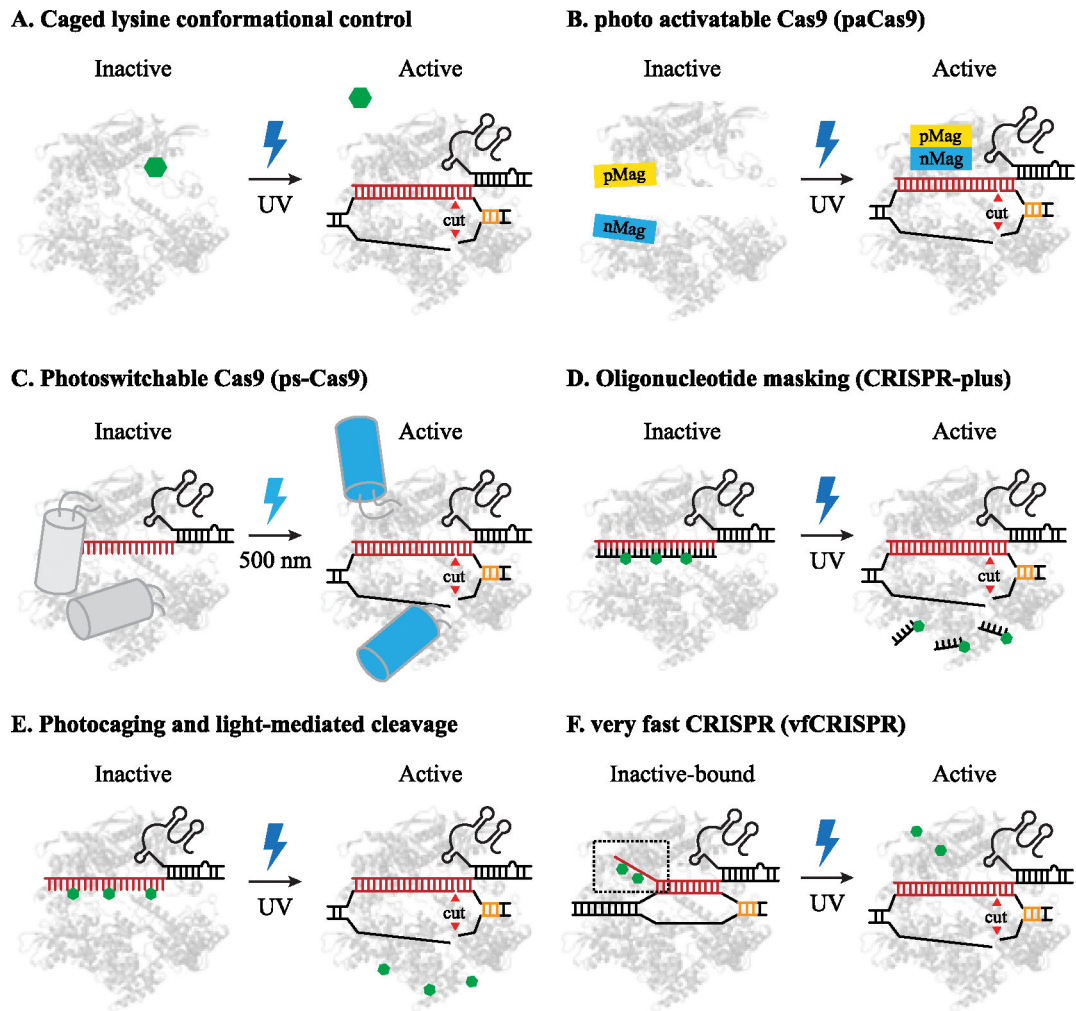 A. Caged lysine conformational control
Inactive
Active
UV
cut
B. photo activatable Cas9 (paCas9)
Inactive
Active
pMag
nMag
UV
pMag
nMag
cut
C. Photoswitchable Cas9 (ps-Cas9)
Inactive
Active
500 nm
cut
D. Oligonucleotide masking (CRISPR-plus)
Inactive
Active
UV
cut
E. Photocaging and light-mediated cleavage
Inactive
Active
UV
cut
F. very fast CRISPR (vfCRISPR)
Inactive-bound
Active
UV
cut